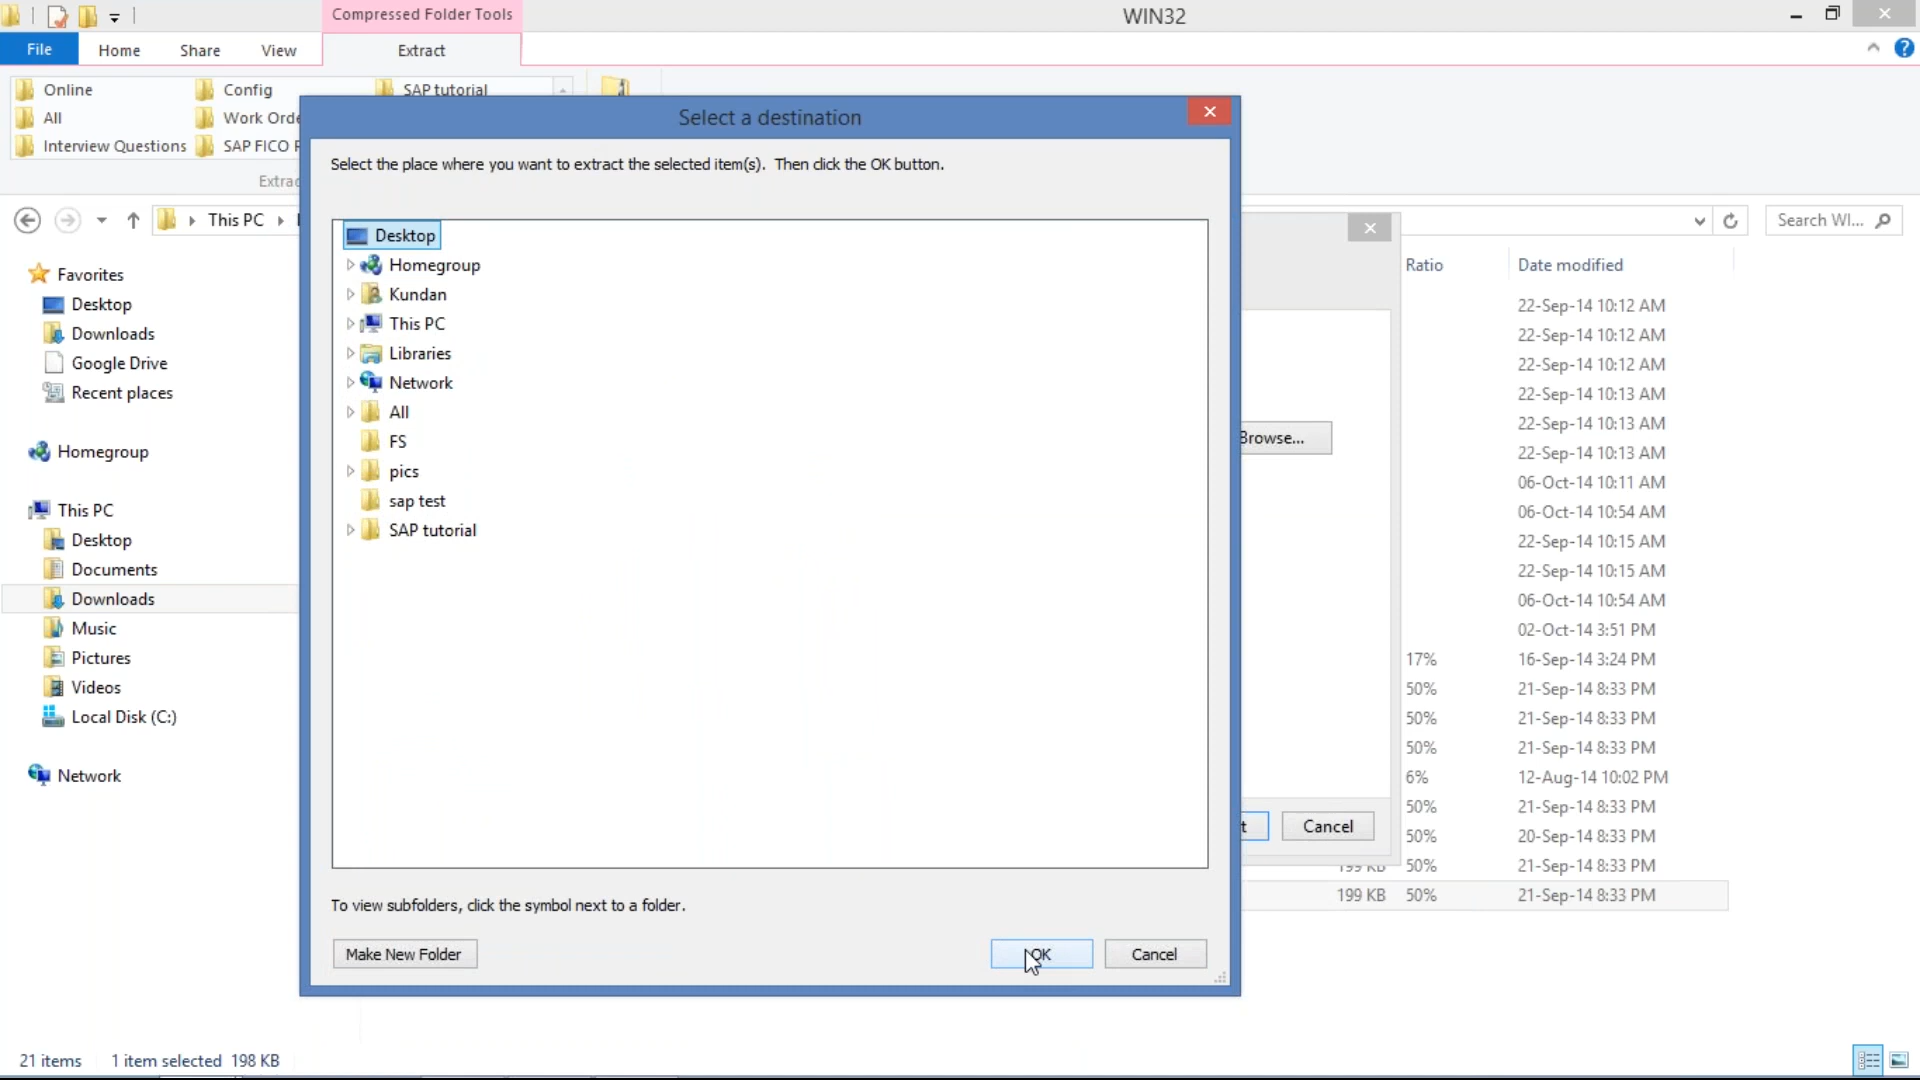 Compressed Folder Tools
WIN32
File
Home
Share
View
Extract
Online
Config
SAP tutorial
All
Work Orde
Interview Questions
SAP FICO
Extrac
Select a destination
Select the place where you want to extract the selected item(s). Then click the OK button.
This PC
Search WI...
Desktop
Homegroup
Kundan
This PC
Libraries
Network
All
FS
pics
sap test
SAP tutorial
To view subfolders, click the symbol next to a folder.
Make New Folder
OK
Cancel
Favorites
Desktop
Downloads
Google Drive
Recent places
Homegroup
This PC
Desktop
Documents
Downloads
Music
Pictures
Videos
Local Disk (C:)
Network
Browse...
Cancel
Ratio
Date modified
22-Sep-14 10:12 AM
22-Sep-14 10:12 AM
22-Sep-14 10:12 AM
22-Sep-14 10:13 AM
22-Sep-14 10:13 AM
22-Sep-14 10:13 AM
06-Oct-14 10:11 AM
06-Oct-14 10:54 AM
22-Sep-14 10:15 AM
22-Sep-14 10:15 AM
06-Oct-14 10:54 AM
02-Oct-14 3:51 PM
17% 16-Sep-14 3:24 PM
50% 21-Sep-14 8:33 PM
50% 21-Sep-14 8:33 PM
50% 21-Sep-14 8:33 PM
6% 12-Aug-14 10:02 PM
50% 21-Sep-14 8:33 PM
50% 20-Sep-14 8:33 PM
199 KB 50% 21-Sep-14 8:33 PM
199 KB 50% 21-Sep-14 8:33 PM
21 items 1 item selected 198 KB